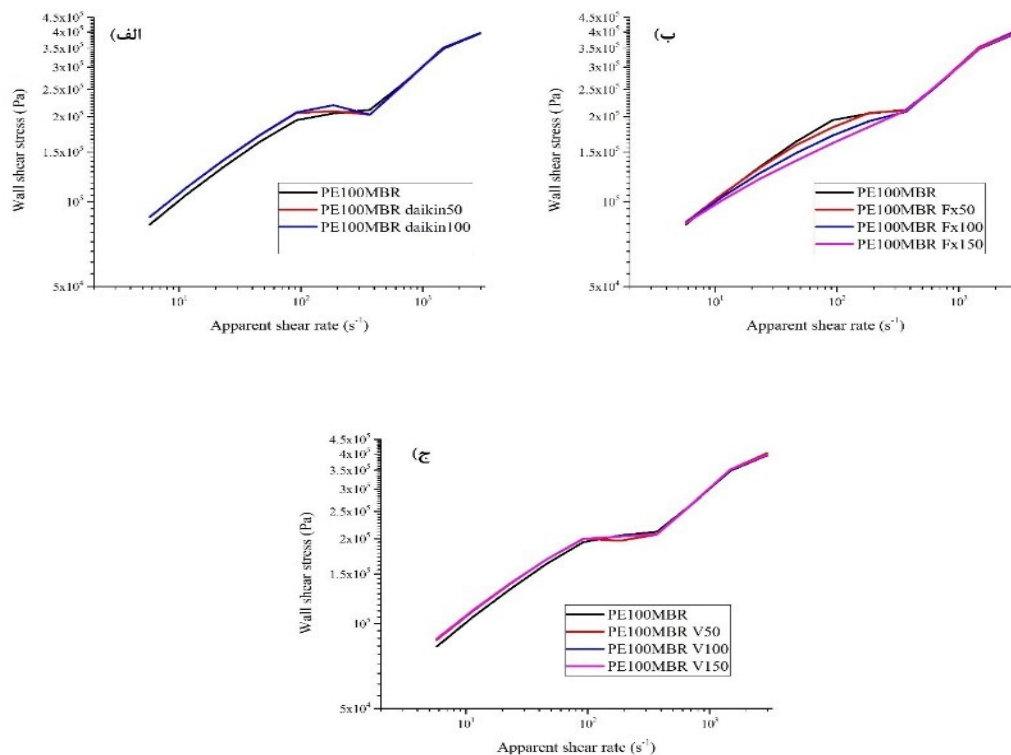 الف)
4.5x10⁵
4x10⁵
3.5x10⁵
3x10⁵
2.5x10⁵
2x10⁵
1.5x10⁵
10⁵
5x10⁴
Wall shear stress (Pa)
PE100MBR
PE100MBR daikin50
PE100MBR daikin100
10¹
10²
10³
Apparent shear rate (s⁻¹)
ب)
4.5x10⁵
4x10⁵
3.5x10⁵
3x10⁵
2.5x10⁵
2x10⁵
1.5x10⁵
10⁵
5x10⁴
Wall shear stress (Pa)
PE100MBR
PE100MBR Fx50
PE100MBR Fx100
PE100MBR Fx150
10¹
10²
10³
Apparent shear rate (s⁻¹)
ج)
4.5x10⁵
4x10⁵
3.5x10⁵
3x10⁵
2.5x10⁵
2x10⁵
1.5x10⁵
10⁵
5x10⁴
Wall shear stress (Pa)
PE100MBR
PE100MBR V50
PE100MBR V100
PE100MBR V150
10¹
10²
10³
Apparent shear rate (s⁻¹)